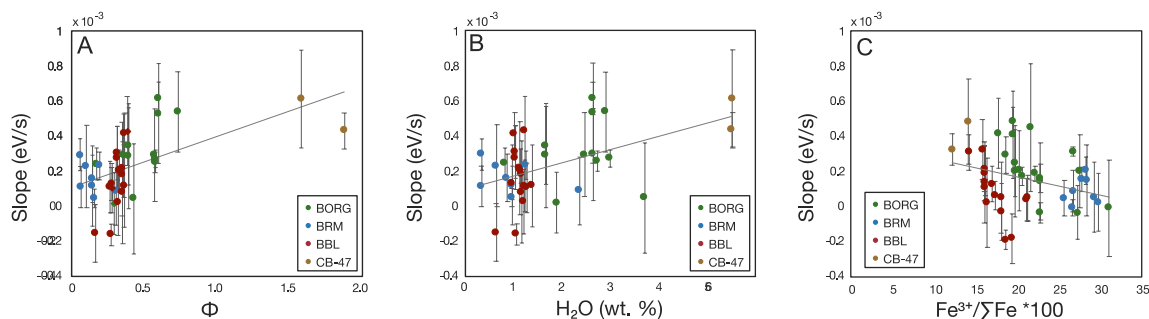 × 10⁻³
A
Slope (eV/s)
1
0.8
0.6
0.4
0.2
0
-0.2
-0.4
0
0.5
1.0
1.5
2.0
Φ
BORG
BRM
BBL
CB-47
× 10⁻³
B
Slope (eV/s)
1
0.8
0.6
0.4
0.2
0
-0.2
-0.4
0
1
2
3
4
6
H₂O (wt. %)
BORG
BRM
BBL
CB-47
× 10⁻³
C
Slope (eV/s)
1
0.8
0.6
0.4
0.2
0
-0.2
-0.4
0
5
10
15
20
25
30
35
Fe³⁺/∑Fe *100
BORG
BRM
BBL
CB-47